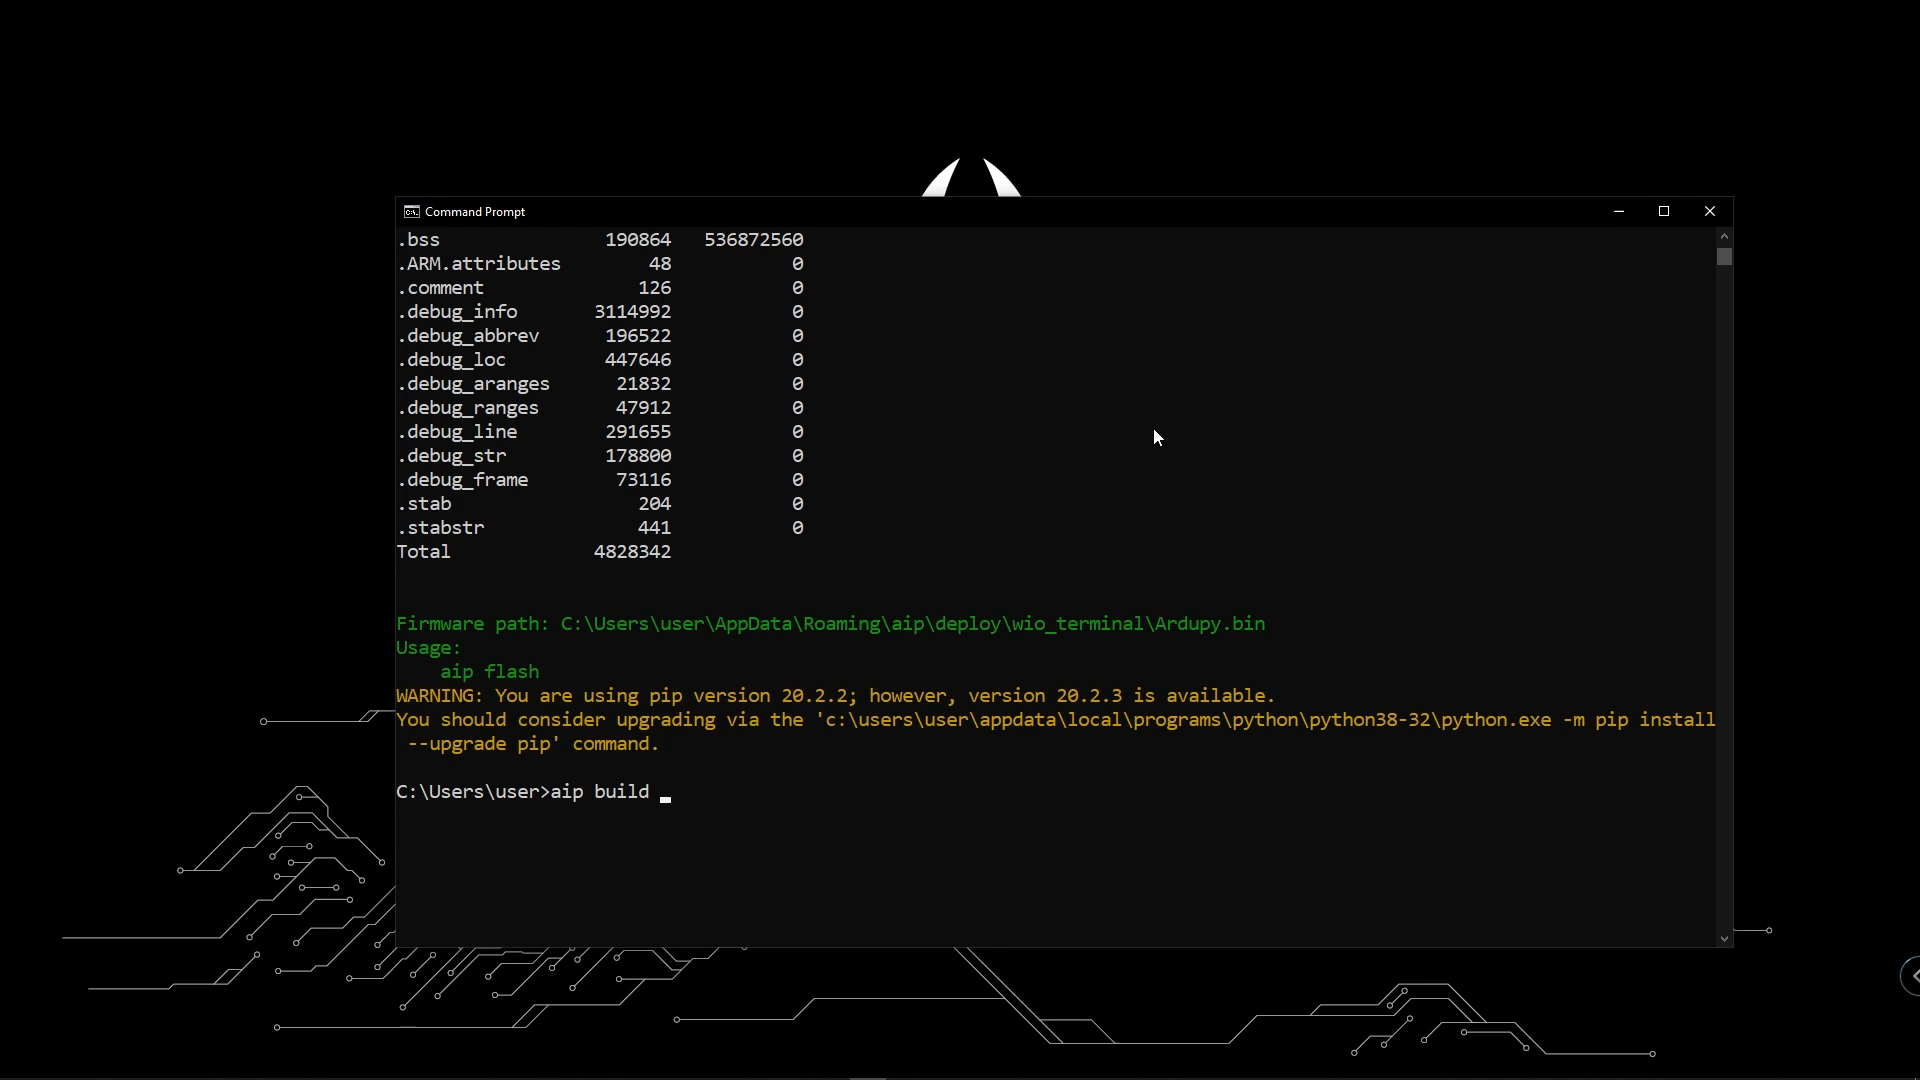 Command Prompt
.bss 190864 536872560
.ARM.attributes 48 0
.comment 126 0
.debug_info 3114992 0
.debug_abbrev 196522 0
.debug_loc 447646 0
.debug_aranges 21832 0
.debug_ranges 47912 0
.debug_line 291655 0
.debug_str 178800 0
.debug_frame 73116 0
.stab 204 0
.stabstr 441 0
Total 4828342
Firmware path: C:\Users\user\AppData\Roaming\aip\deploy\wio_terminal\Ardupy.bin
Usage:
aip flash
WARNING: You are using pip version 20.2.2; however, version 20.2.3 is available.
You should consider upgrading via the 'c:\users\user\appdata\local\programs\python\python38-32\python.exe -m pip install
--upgrade pip' command.
C:\Users\user>aip build